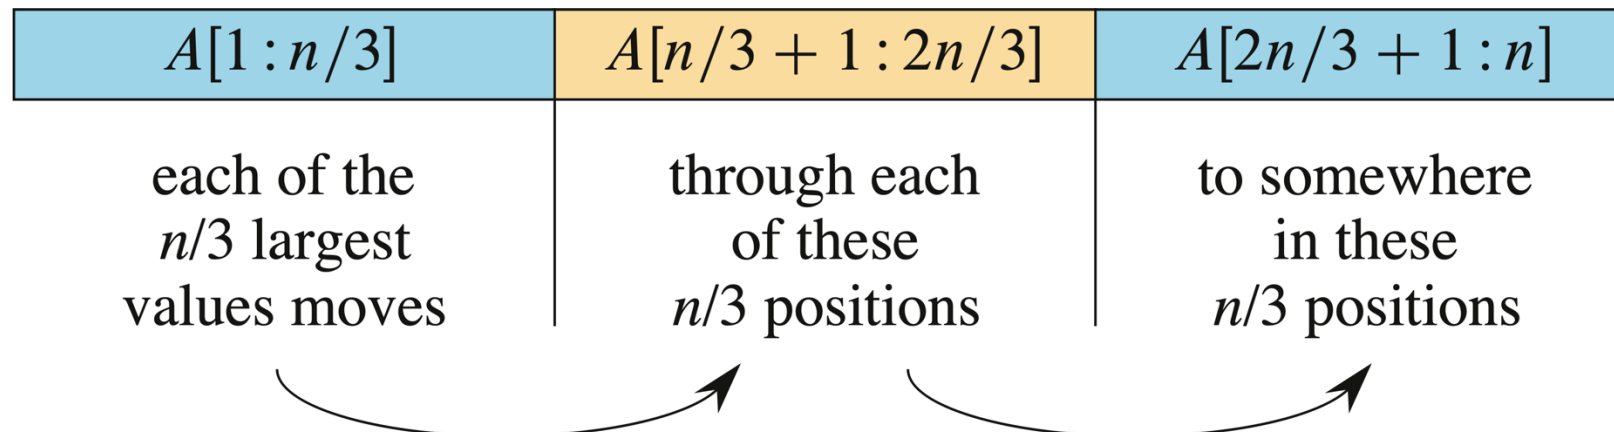 A[1 : n/3] A[n/3 + 1 : 2n/3] A[2n/3 + 1 : n]
each of the through each to somewhere
n/3 largest of these in these
values moves n/3 positions n/3 positions